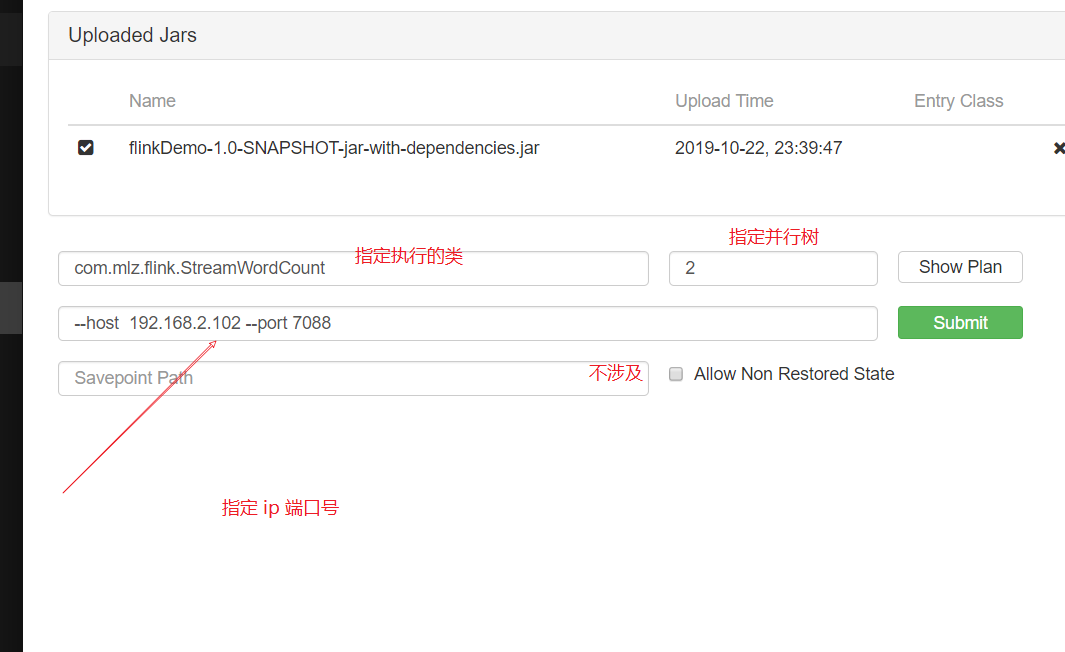 Uploaded Jars
Name Upload Time Entry Class
flinkDemo-1.0-SNAPSHOT-jar-with-dependencies.jar 2019-10-22, 23:39:47
指定并行树
com.mlz.flink.StreamWordCount 指定执行的类 2 Show Plan
--host 192.168.2.102 --port 7088 Submit
Savepoint Path 不涉及 Allow Non Restored State
指定 ip 端口号